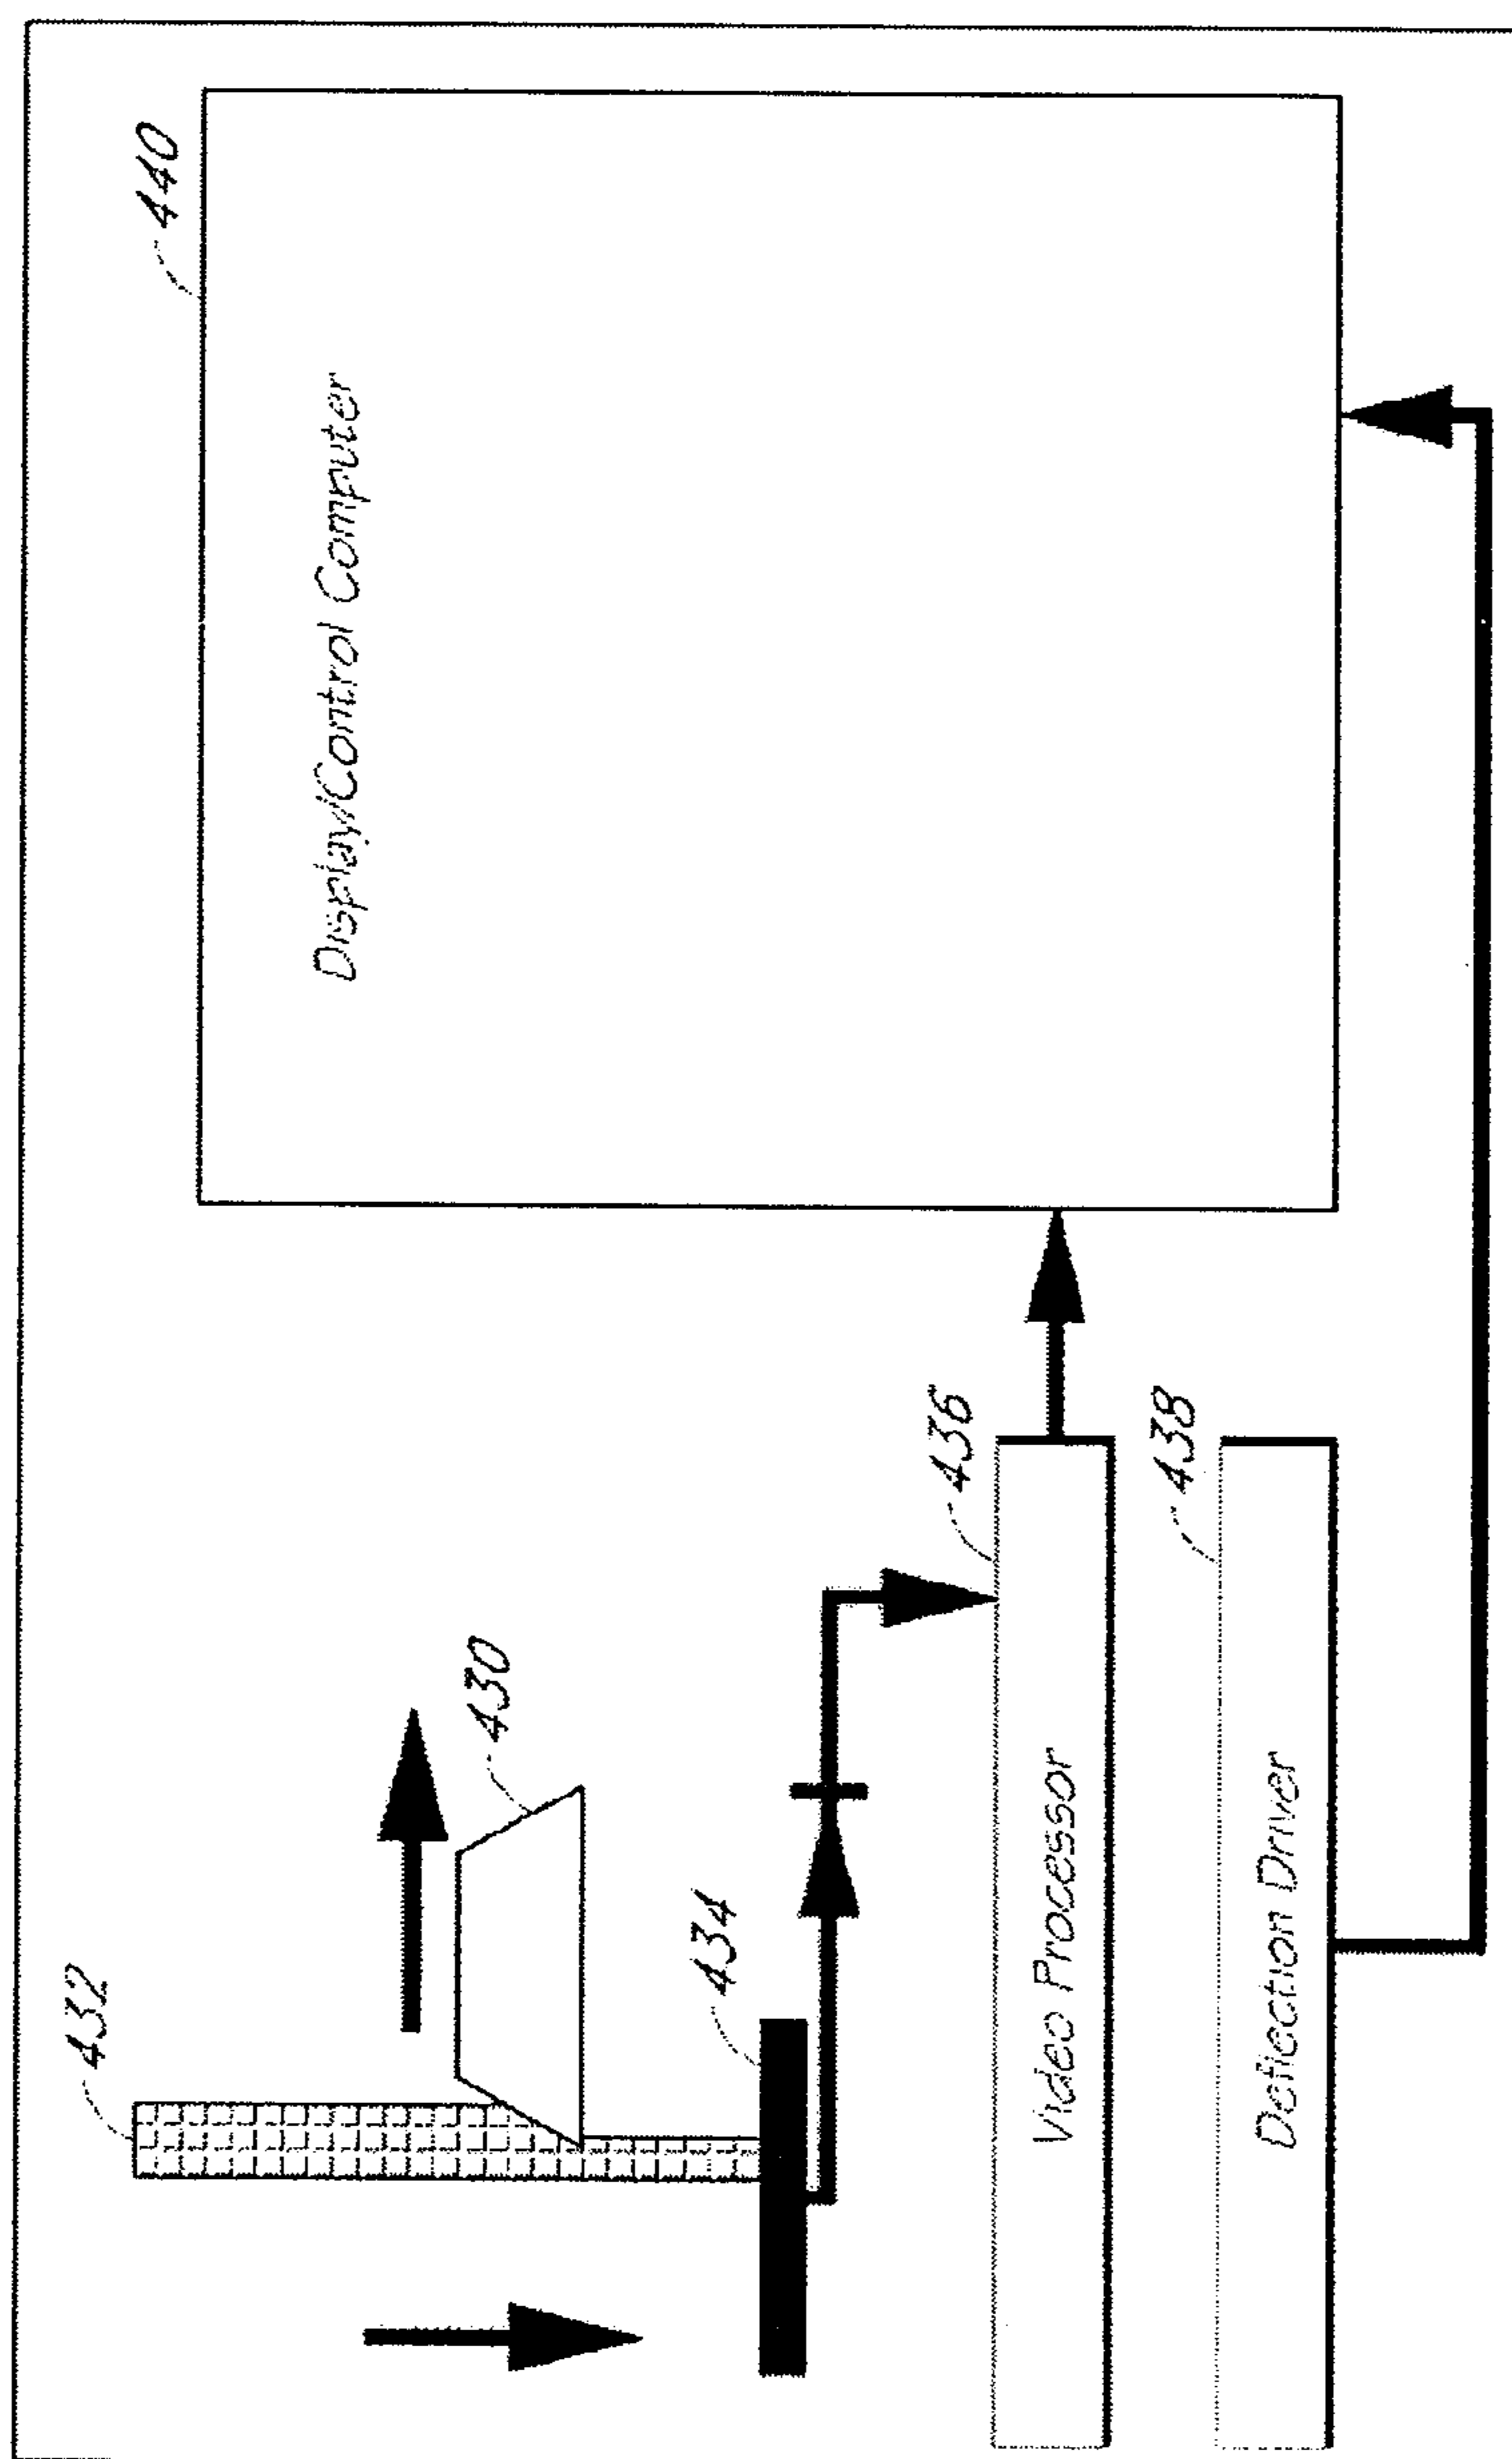 440
Display/Control Computer
432
430
434
436
438
Video Processor
Deflection Driver